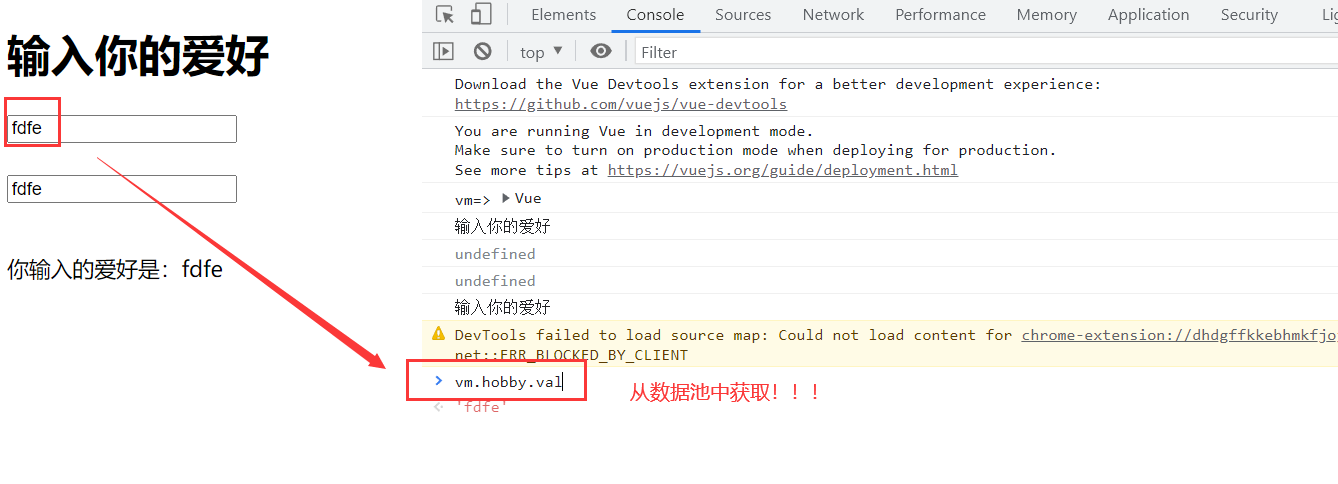 输入你的爱好
fdfe
fdfe
你输入的爱好是：fdfe
Elements Console Sources Network Performance Memory Application Security
top ▼ Filter
Download the Vue Devtools extension for a better development experience:
https://github.com/vuejs/vue-devtools
You are running Vue in development mode.
Make sure to turn on production mode when deploying for production.
See more tips at https://vuejs.org/guide/deployment.html
vm=> ▶Vue
输入你的爱好
undefined
undefined
输入你的爱好
DevTools failed to load source map: Could not load content for chrome-extension://dhdgffkkebhmkfjo
net::ERR_BLOCKED_BY_CLIENT
> vm.hobby.val
从数据池中获取！！！
'fdfe'